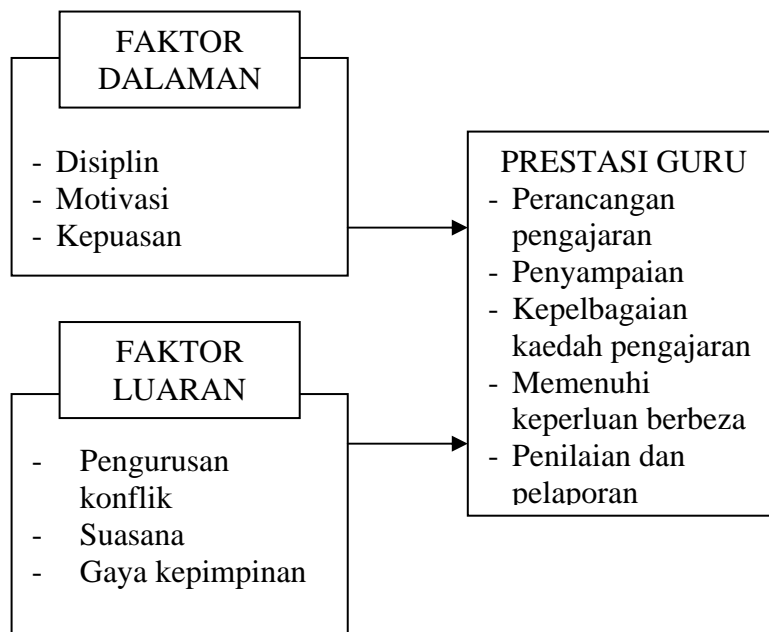 FAKTOR
DALAMAN
- Disiplin
- Motivasi
- Kepuasan
FAKTOR
LUARAN
- Pengurusan
konflik
- Suasana
- Gaya kepimpinan
PRESTASI GURU
- Perancangan
pengajaran
- Penyampaian
- Kepelbagaian
kaedah pengajaran
- Memenuhi
keperluan berbeza
- Penilaian dan
pelaporan